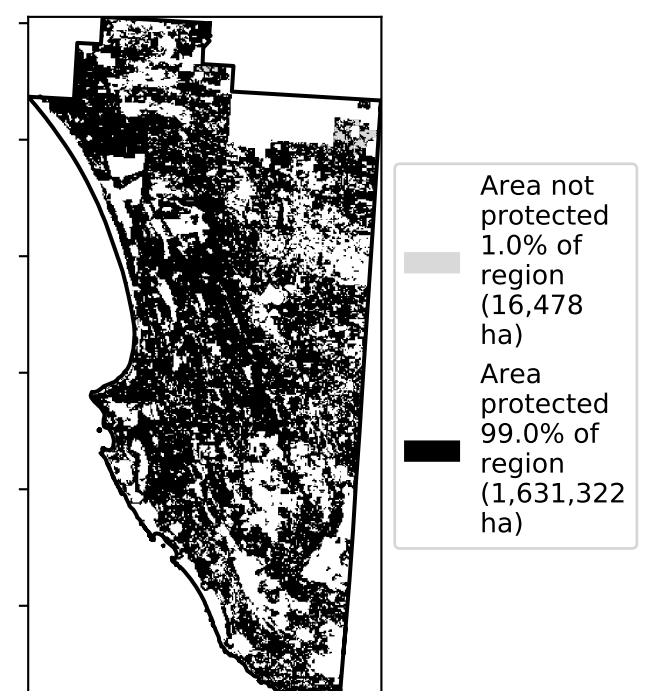 Area not
protected
1.0% of
region
(16,478
ha)
Area
protected
99.0% of
region
(1,631,322
ha)